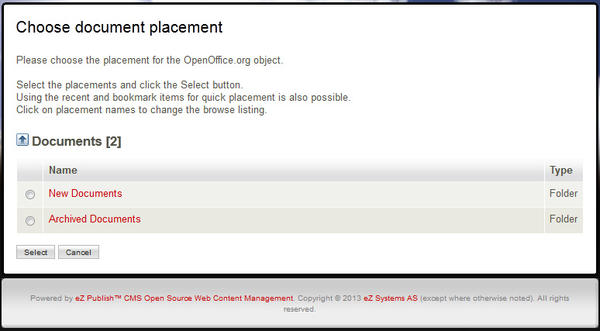 Choose document placement
Please choose the placement for the OpenOffice.org object.
Select the placements and click the Select button.
Using the recent and bookmark items for quick placement is also possible.
Click on placement names to change the browse listing.
Documents [2]
Name Type
New Documents Folder
Archived Documents Folder
Select Cancel
Powered by eZ Publish™ CMS Open Source Web Content Management. Copyright © 2013 eZ Systems AS (except where otherwise noted). All rights
reserved.